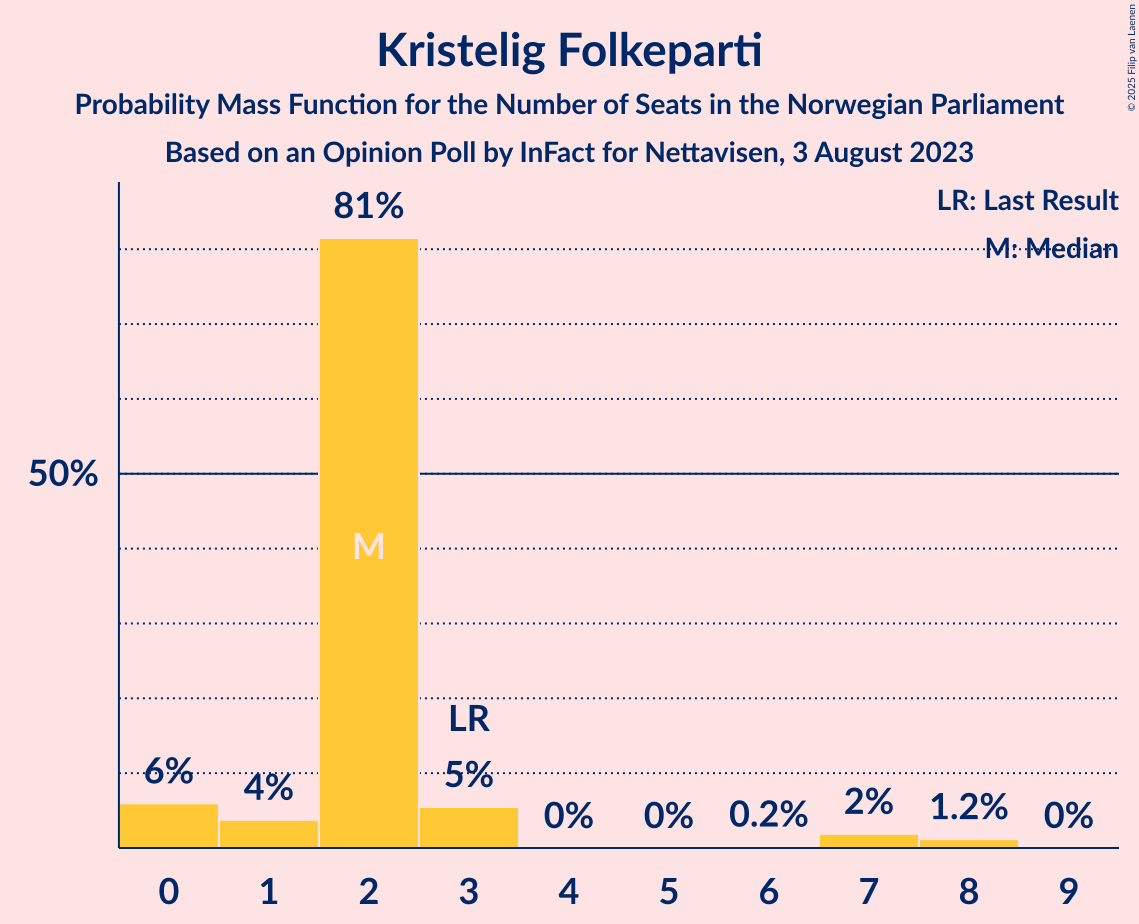 Kristelig Folkeparti
Probability Mass Function for the Number of Seats in the Norwegian Parliament
Based on an Opinion Poll by InFact for Nettavisen, 3 August 2023
© 2025 Filip van Laenen
LR: Last Result
M: Median
81%
50%
M
LR
6%
4%
5%
0%
0%
0.2%
2%
1.2%
0%
0 1 2 3 4 5 6 7 8 9